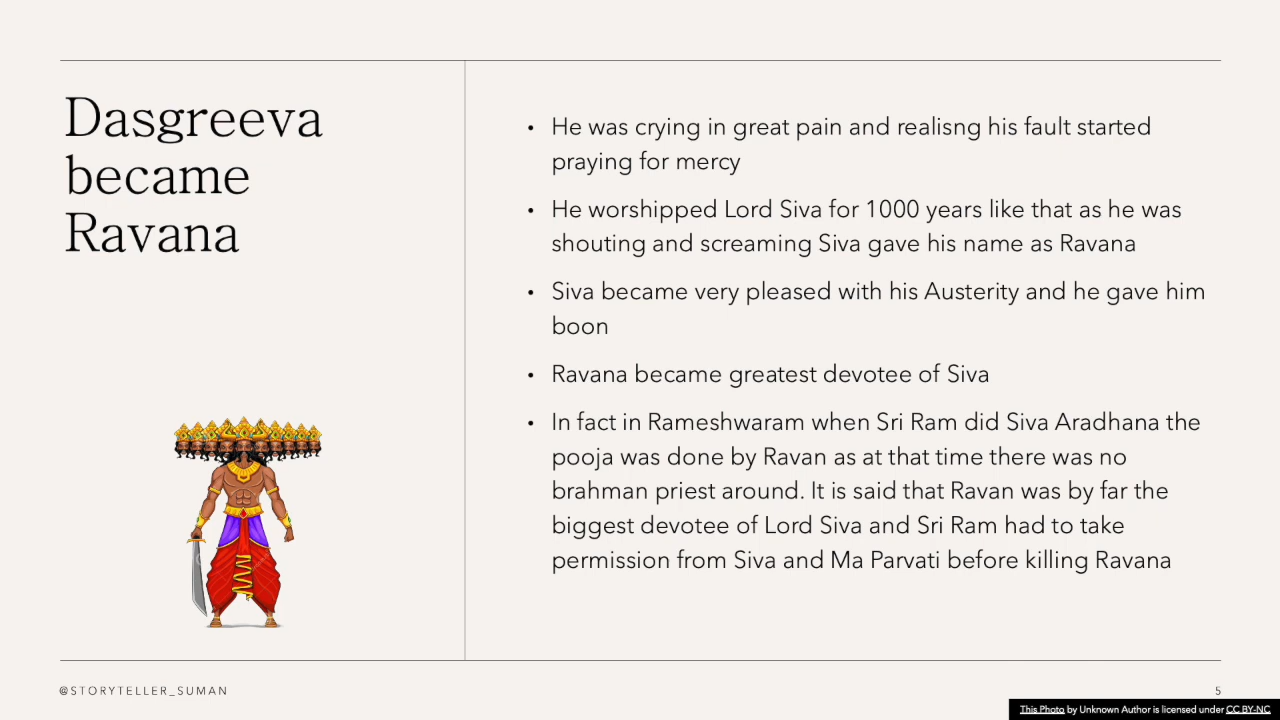 Dasgreeva
became
Ravana
• He was crying in great pain and realisng his fault started
praying for mercy
• He worshipped Lord Siva for 1000 years like that as he was
shouting and screaming Siva gave his name as Ravana
• Siva became very pleased with his Austerity and he gave him
boon
• Ravana became greatest devotee of Siva
• In fact in Rameshwaram when Sri Ram did Siva Aradhana the
pooja was done by Ravan as at that time there was no
brahman priest around. It is said that Ravan was by far the
biggest devotee of Lord Siva and Sri Ram had to take
permission from Siva and Ma Parvati before killing Ravana
@STORYTELLER_SUMAN
5
This Photo by Unknown Author is licensed under CC BY-NC